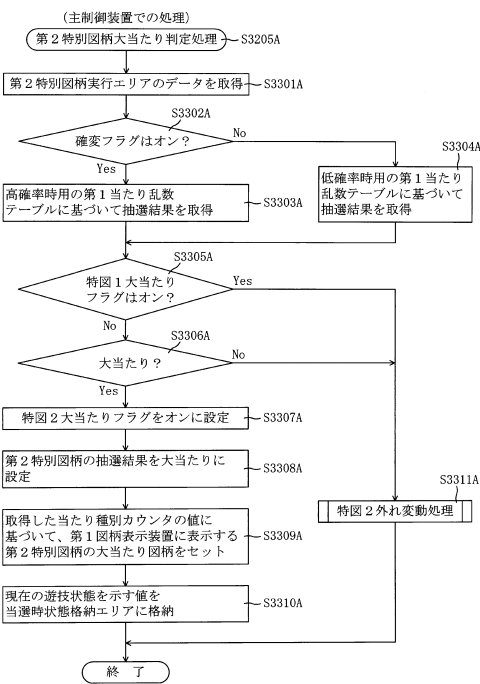 (主制御装置での処理)
第2特別図柄大当たり判定処理
S3205A
第2特別図柄実行エリアのデータを取得
S3301A
S3302A
確変フラグはオン?
No
Yes
S3304A
高確率時用の第1当たり乱数
テーブルに基づいて抽選結果を取得
S3303A
低確率時用の第1当たり
乱数テーブルに基づいて
抽選結果を取得
S3305A
特図1大当たり
フラグはオン?
Yes
No
S3306A
大当たり?
No
Yes
特図2大当たりフラグをオンに設定
S3307A
第2特別図柄の抽選結果を大当たりに
設定
S3308A
S3311A
特図2外れ変動処理
取得した当たり種別カウンタの値に
基づいて、第1図柄表示装置に表示する
第2特別図柄の大当たり図柄をセット
S3309A
現在の遊技状態を示す値を
当選時状態格納エリアに格納
S3310A
終 了